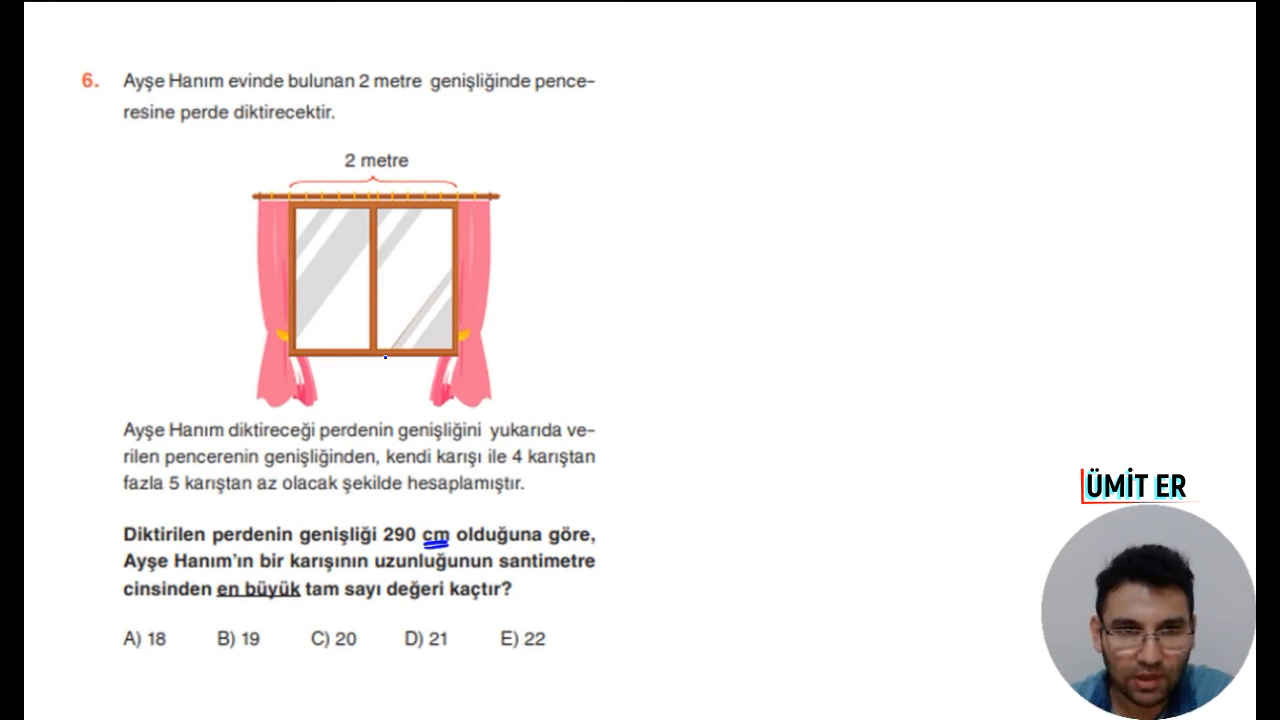 6. Ayşe Hanım evinde bulunan 2 metre genişliğinde pence-
resine perde diktirecektir.
2 metre
Ayşe Hanım diktireceği perdenin genişliğini yukarıda ve-
rilen pencerenin genişliğinden, kendi karışı ile 4 karıştan
fazla 5 karıştan az olacak şekilde hesaplamıştır.
Diktirilen perdenin genişliği 290 cm olduğuna göre,
Ayşe Hanım'ın bir karışının uzunluğunun santimetre
cinsinden en büyük tam sayı değeri kaçtır?
A) 18 B) 19 C) 20 D) 21 E) 22
ÜMİT ER